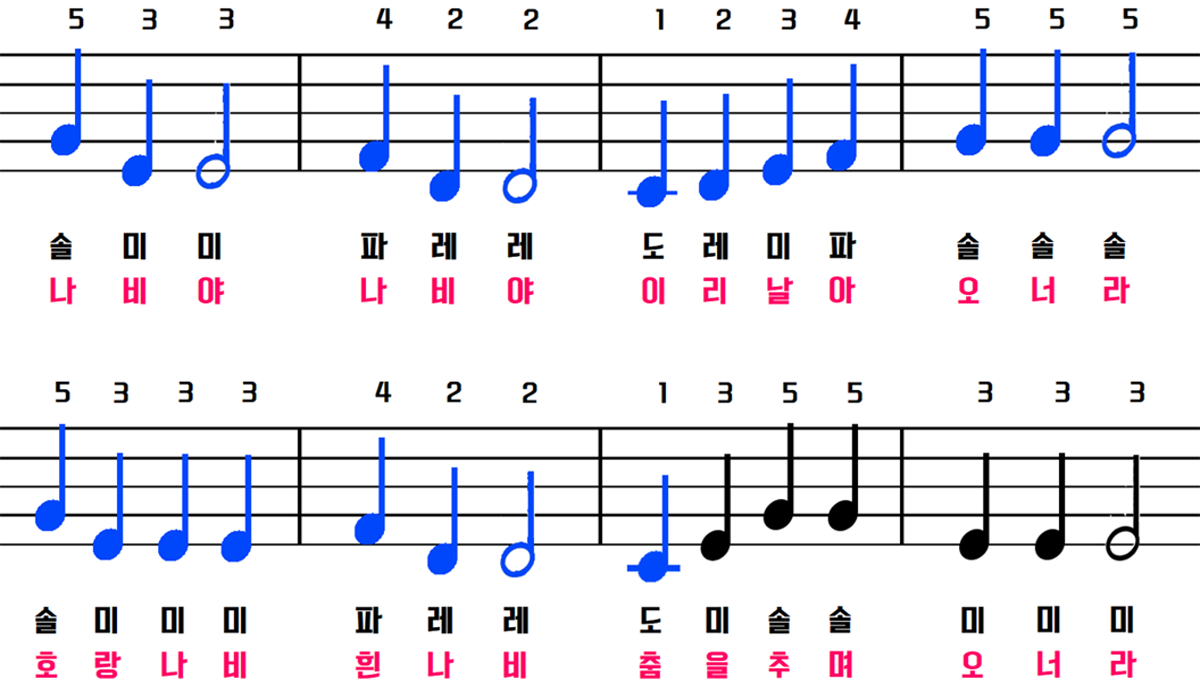 5 3 3 4 2 2 1 2 3 4 5 5 5
솔 미 미 파 레 레 도 레 미 파 솔 솔 솔
나 비 야 나 비 야 이 리 날 아 오 너 라
5 3 3 3 4 2 2 1 3 5 5 3 3 3
솔 미 미 미 파 레 레 도 미 솔 솔 미 미 미
호 랑 나 비 흰 나 비 춤 을 추 며 오 너 라